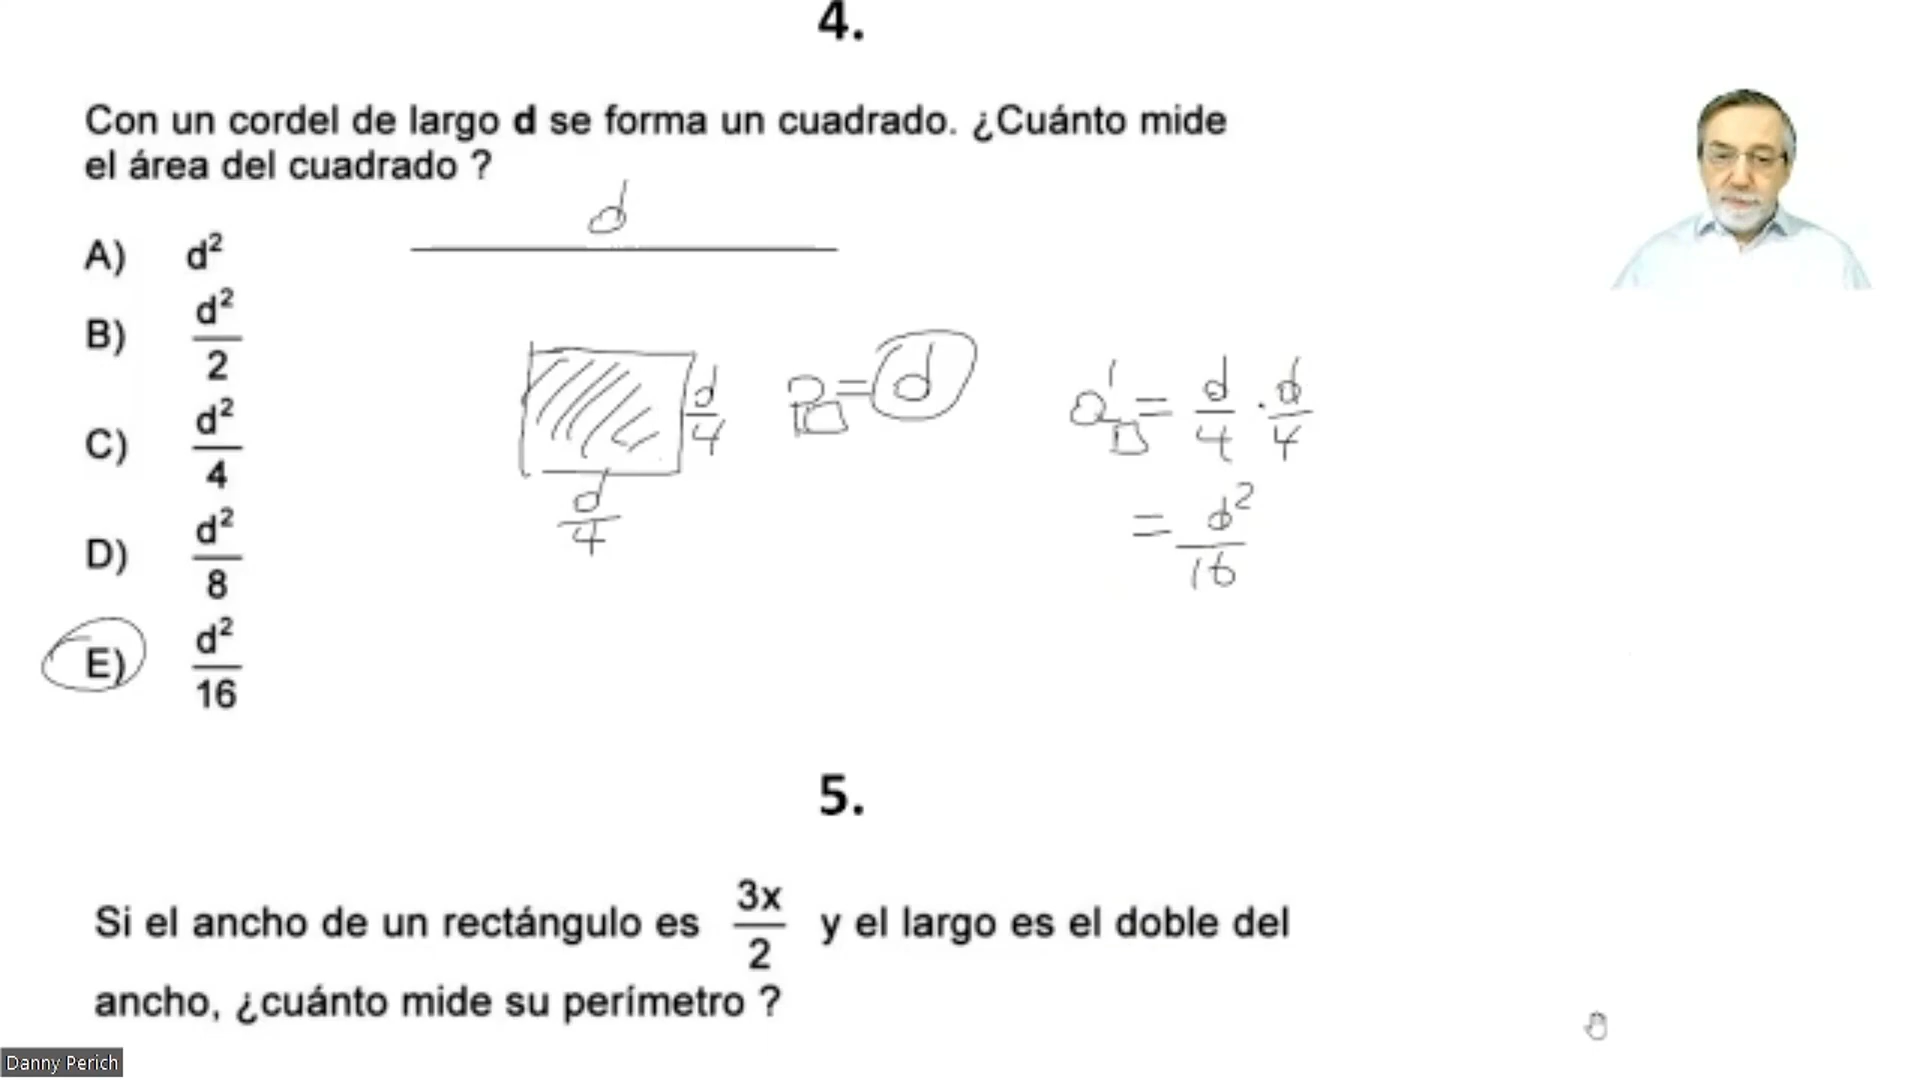 4.
Con un cordel de largo d se forma un cuadrado. ¿Cuánto mide
el área del cuadrado ?
d
A) d²
B) d²/2
C) d²/4
D) d²/8
E) d²/16
d/4
d/4
P□ = d
a□ = d/4 · d/4
= d²/16
5.
Si el ancho de un rectángulo es 3x/2 y el largo es el doble del
ancho, ¿cuánto mide su perímetro ?
Danny Perich